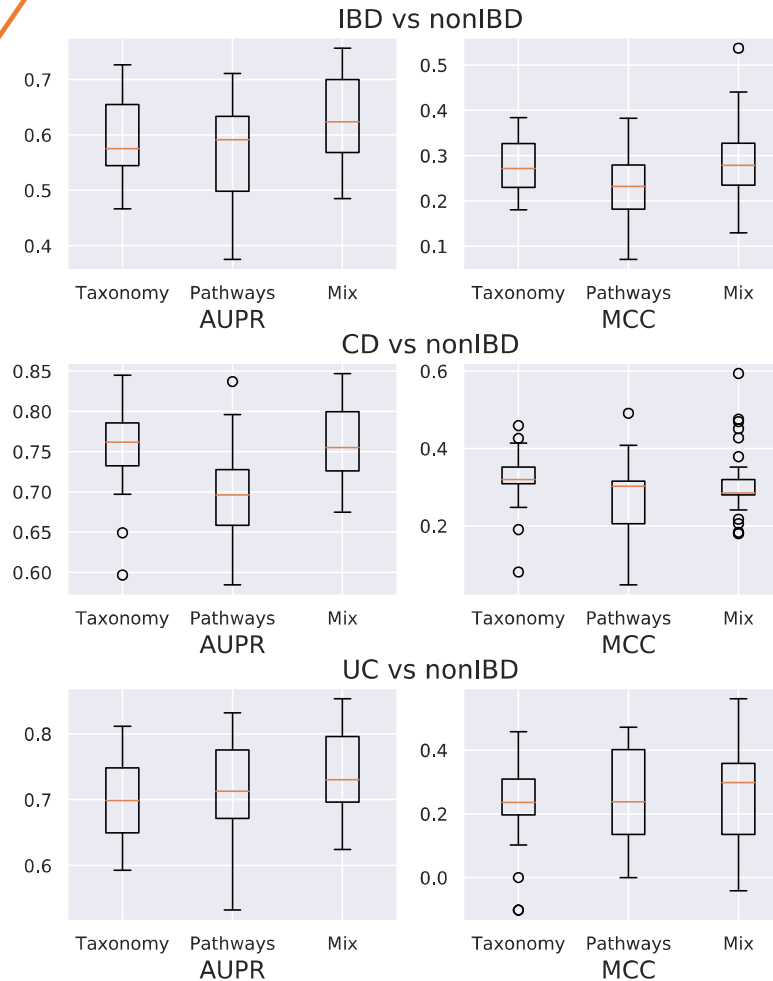 IBD vs nonIBD
0.7
0.6
0.5
0.4
Taxonomy Pathways Mix
AUPR
0.5
0.4
0.3
0.2
0.1
Taxonomy Pathways Mix
MCC
CD vs nonIBD
0.85
0.80
0.75
0.70
0.65
0.60
Taxonomy Pathways Mix
AUPR
0.6
0.4
0.2
Taxonomy Pathways Mix
MCC
UC vs nonIBD
0.8
0.7
0.6
Taxonomy Pathways Mix
AUPR
0.4
0.2
0.0
Taxonomy Pathways Mix
MCC